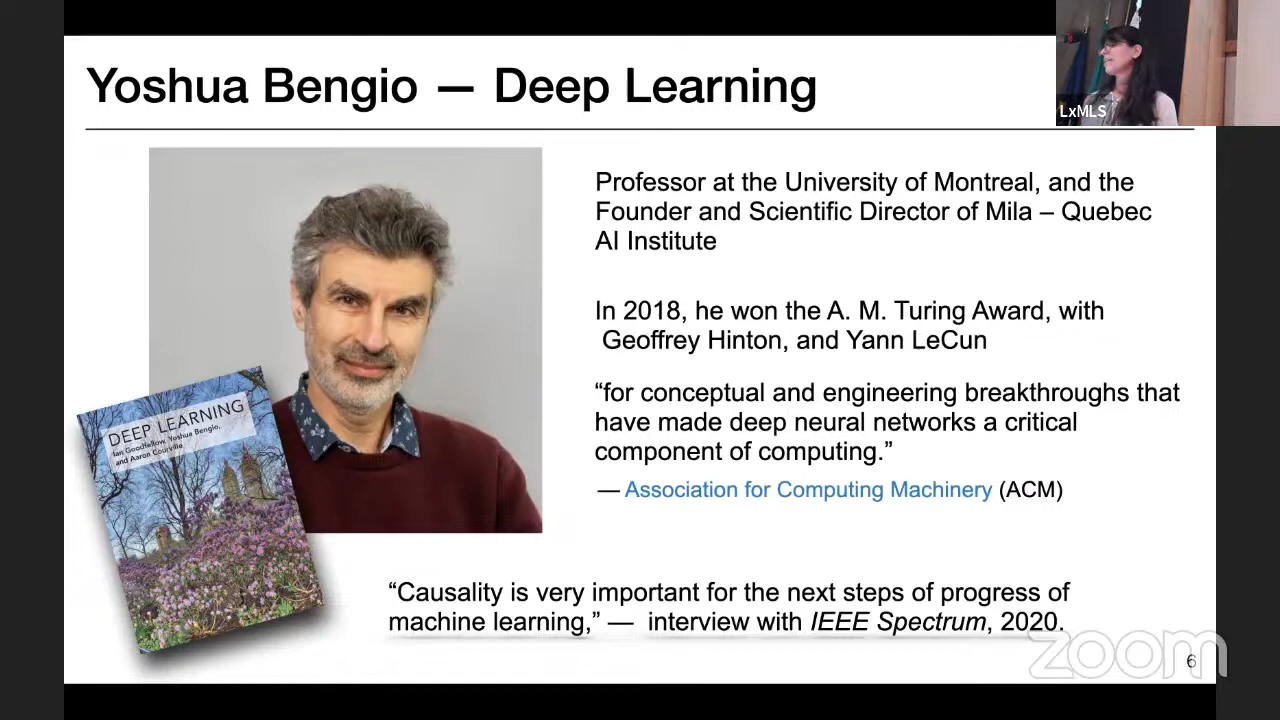 Yoshua Bengio — Deep Learning
LxMLS
Professor at the University of Montreal, and the
Founder and Scientific Director of Mila – Quebec
AI Institute
In 2018, he won the A. M. Turing Award, with
Geoffrey Hinton, and Yann LeCun
“for conceptual and engineering breakthroughs that
have made deep neural networks a critical
component of computing.”
— Association for Computing Machinery (ACM)
DEEP LEARNING
Ian Goodfellow, Yoshua Bengio,
and Aaron Courville
“Causality is very important for the next steps of progress of
machine learning,” — interview with IEEE Spectrum, 2020.
zoom
6